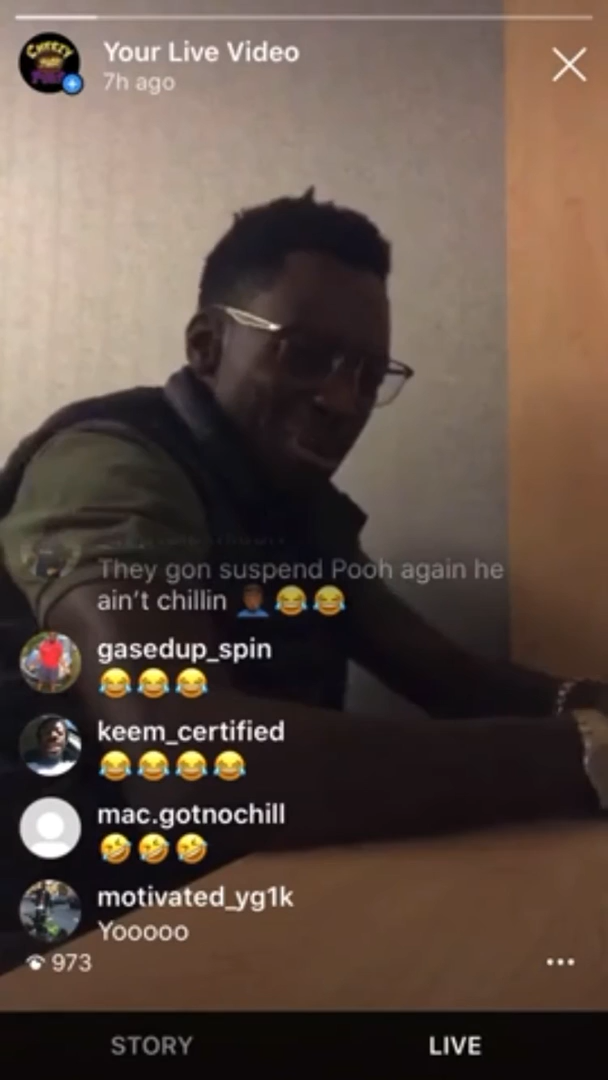 CHEEZY
Your Live Video
7h ago
They gon suspend Pooh again he
ain't chillin 🤦🏾‍♂️😂😂
gasedup_spin
😂😂😂
keem_certified
😂😂😂😂
mac.gotnochill
🤣🤣🤣
motivated_yg1k
Yooooo
973
STORY
LIVE